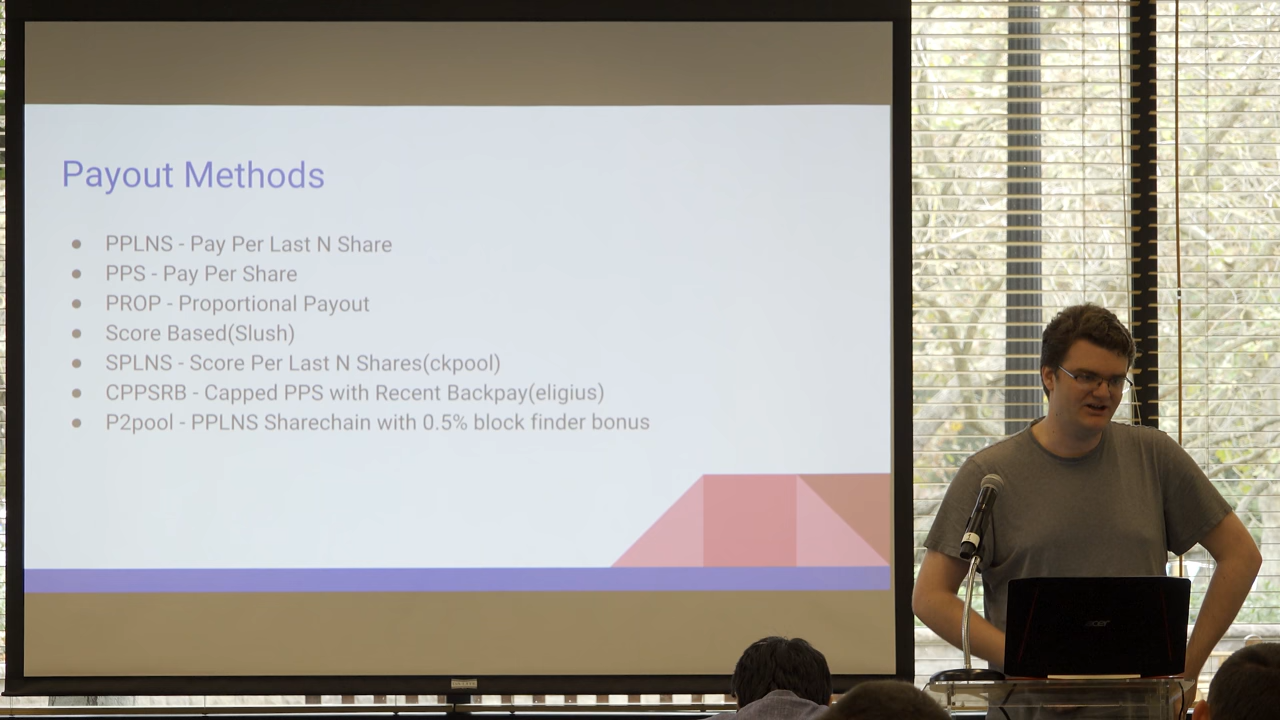 Payout Methods
● PPLNS - Pay Per Last N Share
● PPS - Pay Per Share
● PROP - Proportional Payout
● Score Based(Slush)
● SPLNS - Score Per Last N Shares(ckpool)
● CPPSRB - Capped PPS with Recent Backpay(eligius)
● P2pool - PPLNS Sharechain with 0.5% block finder bonus
acer